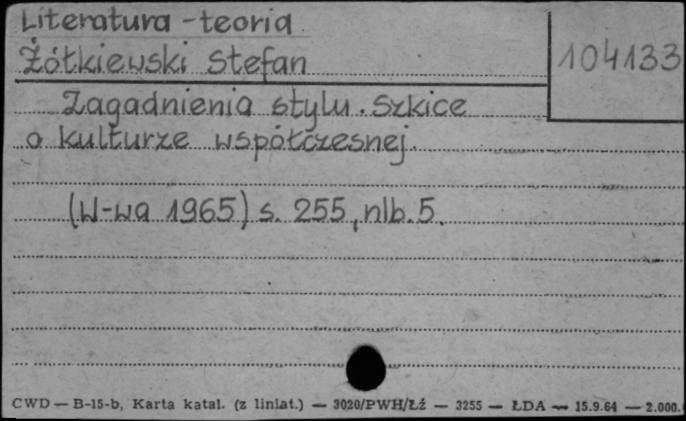 Literatura - teoria
Żółkiewski Stefan
104133
Zagadnienia stylu. Szkice
o kulturze współczesnej.
(W-wa 1965) s. 255, nlb. 5.
CWD — B-15-b, Karta katal. (z liniat.) — 3020/PWH/Łź — 3255 — ŁDA — 15.9.64 — 2.000.